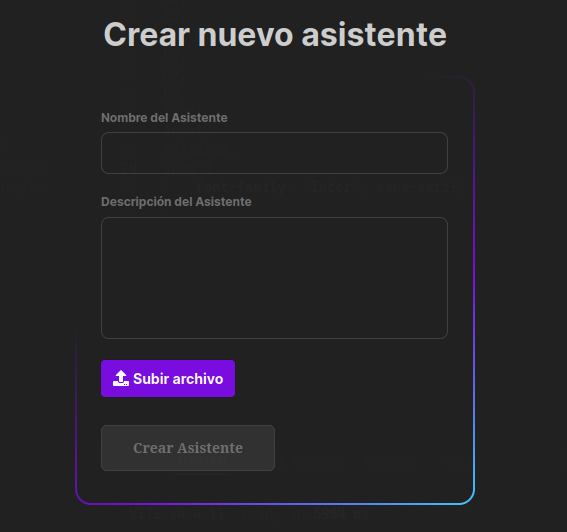 Crear nuevo asistente
Nombre del Asistente
Descripción del Asistente
Subir archivo
Crear Asistente